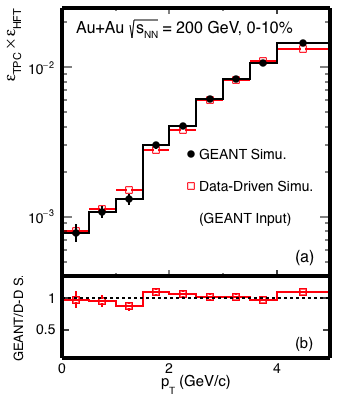 Au+Au √sNN = 200 GeV, 0-10%
εTPC × εHFT
10⁻²
GEANT Simu.
Data-Driven Simu.
(GEANT Input)
10⁻³
(a)
GEANT/D-D S.
1
0.5
(b)
0 2 4
pT (GeV/c)